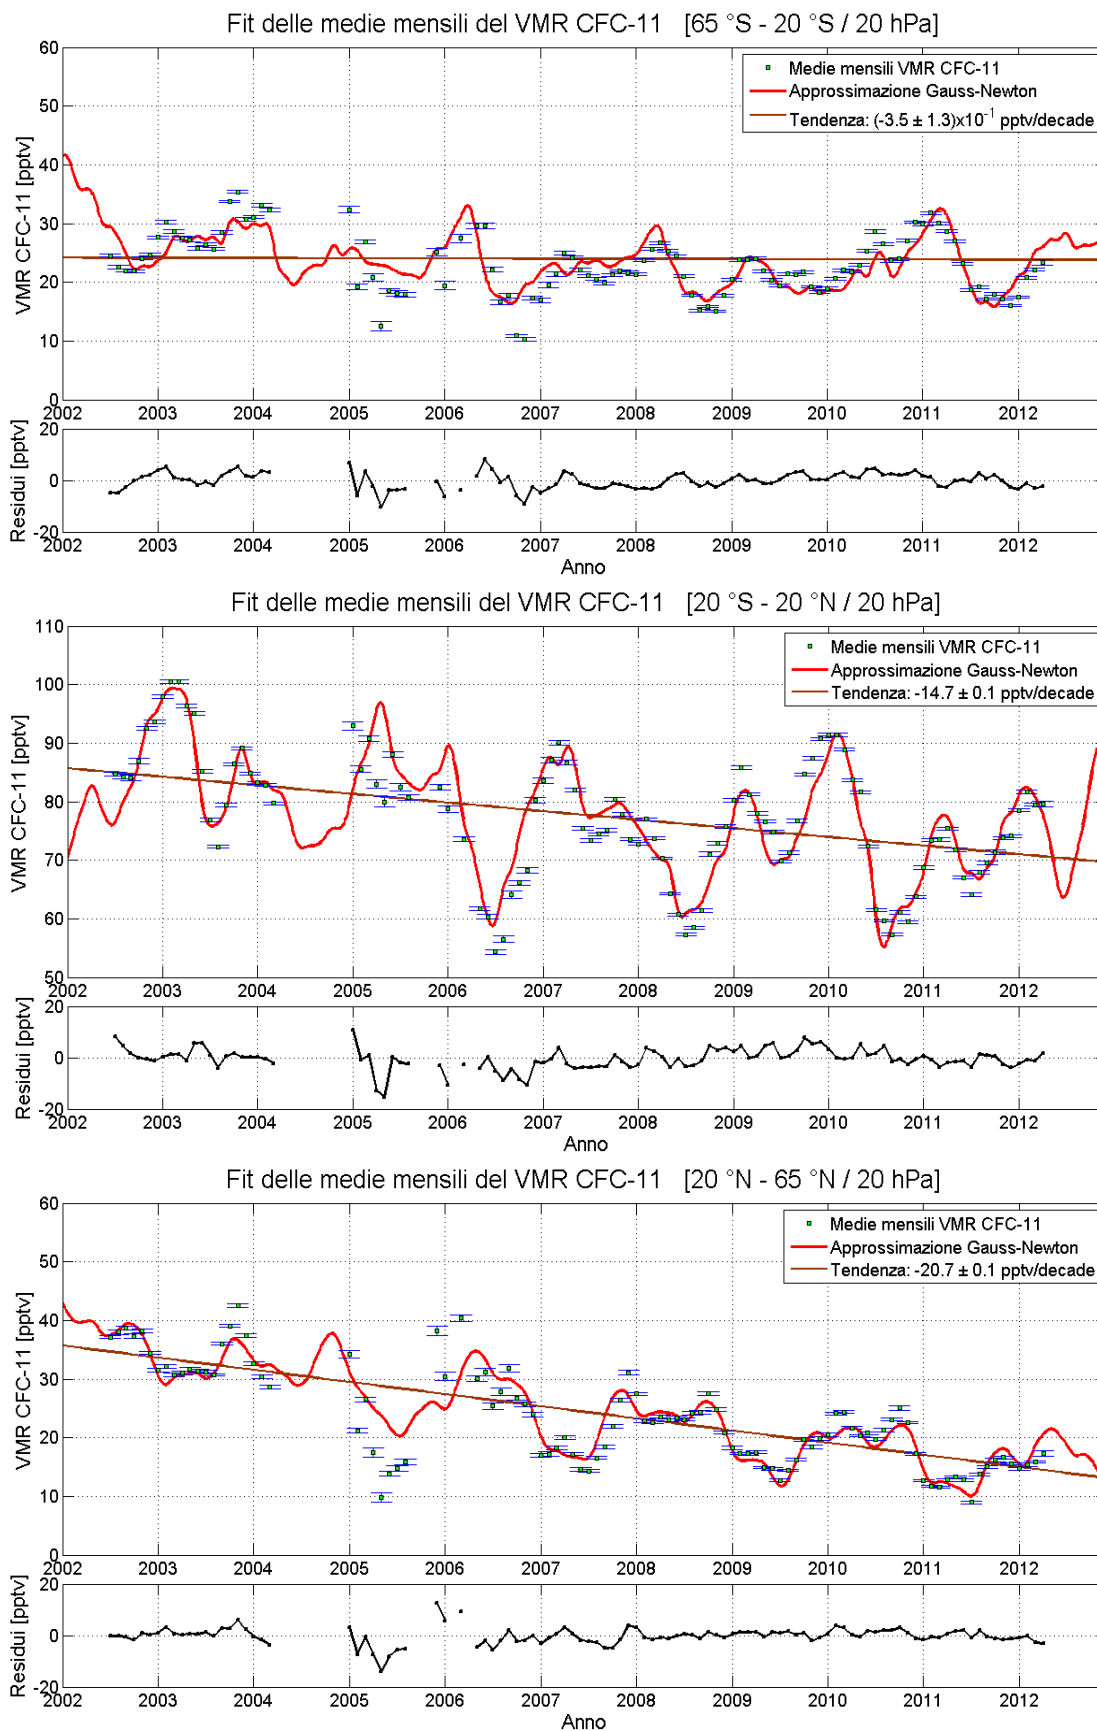 Fit delle medie mensili del VMR CFC-11 [65 °S - 20 °S / 20 hPa]
VMR CFC-11 [pptv]
60
50
40
30
20
10
0
Medie mensili VMR CFC-11
Approssimazione Gauss-Newton
Tendenza: (-3.5 ± 1.3)x10⁻¹ pptv/decade
2002 2003 2004 2005 2006 2007 2008 2009 2010 2011 2012
Residui [pptv]
20
0
-20
2002 2003 2004 2005 2006 2007 2008 2009 2010 2011 2012
Anno
Fit delle medie mensili del VMR CFC-11 [20 °S - 20 °N / 20 hPa]
VMR CFC-11 [pptv]
110
100
90
80
70
60
50
Medie mensili VMR CFC-11
Approssimazione Gauss-Newton
Tendenza: -14.7 ± 0.1 pptv/decade
2002 2003 2004 2005 2006 2007 2008 2009 2010 2011 2012
Residui [pptv]
20
0
-20
2002 2003 2004 2005 2006 2007 2008 2009 2010 2011 2012
Anno
Fit delle medie mensili del VMR CFC-11 [20 °N - 65 °N / 20 hPa]
VMR CFC-11 [pptv]
60
50
40
30
20
10
0
Medie mensili VMR CFC-11
Approssimazione Gauss-Newton
Tendenza: -20.7 ± 0.1 pptv/decade
2002 2003 2004 2005 2006 2007 2008 2009 2010 2011 2012
Residui [pptv]
20
0
-20
2002 2003 2004 2005 2006 2007 2008 2009 2010 2011 2012
Anno